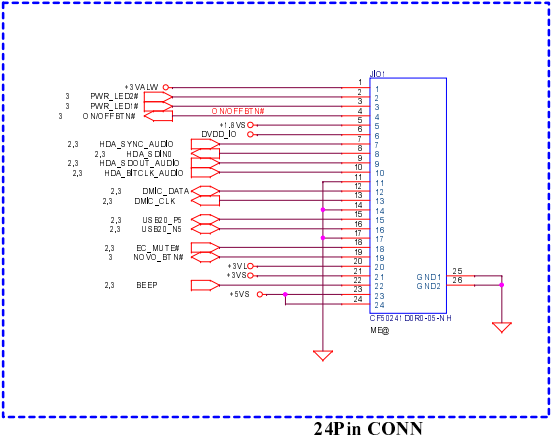 JIO1
+3VALW 1 1
3 PWR_LED2# 2 2
3 PWR_LED1# 3 3
3 ON/OFFBTN# ON/OFFBTN# 4 4
+1.8VS 5 5
DVDD_IO 6 6
2,3 HDA_SYNC_AUDIO 7 7
2,3 HDA_SDIN0 8 8
2,3 HDA_SDOUT_AUDIO 9 9
2,3 HDA_BITCLK_AUDIO 10 10
11 11
2,3 DMIC_DATA 12 12
2,3 DMIC_CLK 13 13
14 14
2,3 USB20_P5 15 15
2,3 USB20_N5 16 16
17 17
2,3 EC_MUTE# 18 18
3 NOVO_BTN# 19 19
+3VL 20 20
+3VS 21 21 GND1 25
2,3 BEEP 22 22 GND2 26
+5VS 23 23
24 24
CF50241D0R0-05-NH
ME@
24Pin CONN